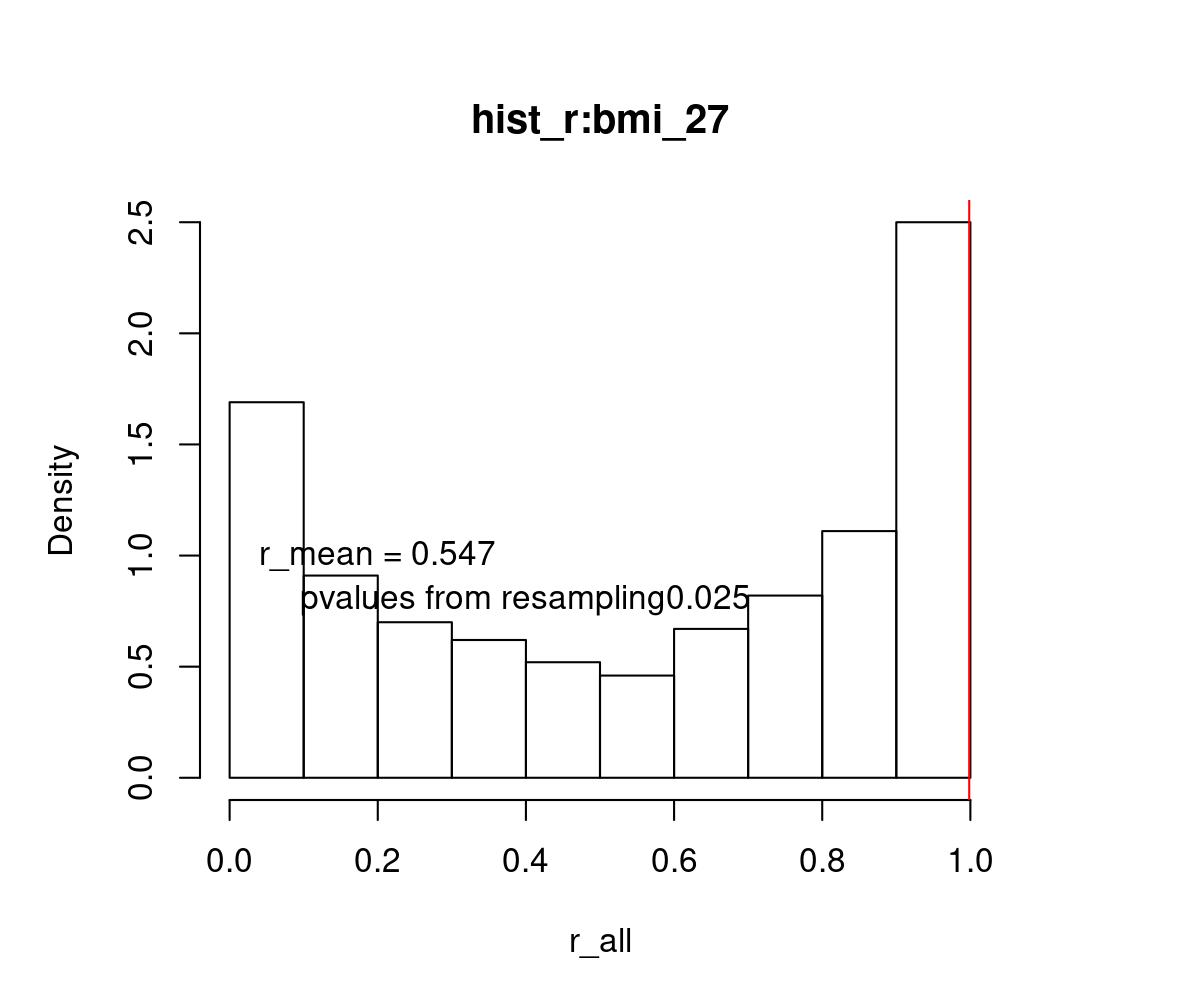 hist_r:bmi_27
Density
2.5
2.0
1.5
1.0
0.5
0.0
r_mean = 0.547
pvalues from resampling0.025
0.0 0.2 0.4 0.6 0.8 1.0
r_all